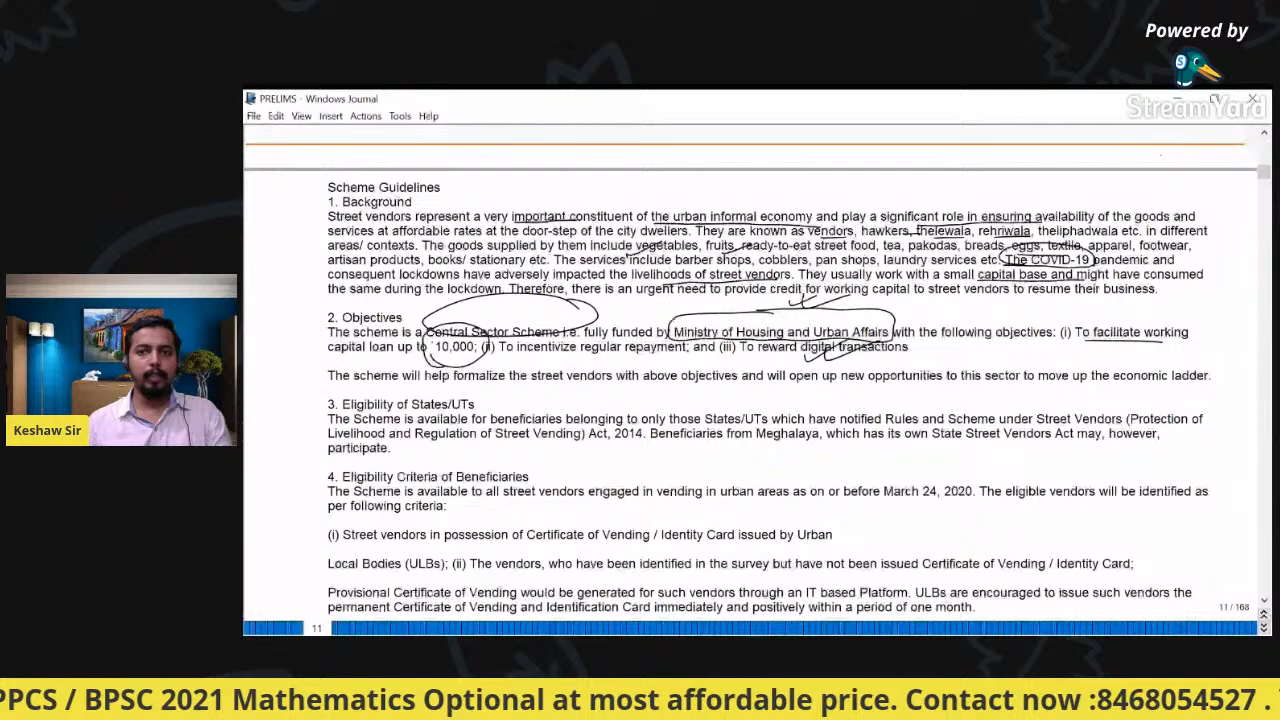 Powered by
S
StreamYard
PRELIMS - Windows Journal
File Edit View Insert Actions Tools Help
Scheme Guidelines
1. Background
Street vendors represent a very important constituent of the urban informal economy and play a significant role in ensuring availability of the goods and
services at affordable rates at the door-step of the city dwellers. They are known as vendors, hawkers, thelewala, rehriwala, theliphadwala etc. in different
areas/ contexts. The goods supplied by them include vegetables, fruits, ready-to-eat street food, tea, pakodas, breads, eggs, textile, apparel, footwear,
artisan products, books/ stationery etc. The services include barber shops, cobblers, pan shops, laundry services etc. The COVID-19 pandemic and
consequent lockdowns have adversely impacted the livelihoods of street vendors. They usually work with a small capital base and might have consumed
the same during the lockdown. Therefore, there is an urgent need to provide credit for working capital to street vendors to resume their business.
2. Objectives
The scheme is a Central Sector Scheme i.e. fully funded by Ministry of Housing and Urban Affairs with the following objectives: (i) To facilitate working
capital loan up to `10,000; (ii) To incentivize regular repayment; and (iii) To reward digital transactions
The scheme will help formalize the street vendors with above objectives and will open up new opportunities to this sector to move up the economic ladder.
3. Eligibility of States/UTs
The Scheme is available for beneficiaries belonging to only those States/UTs which have notified Rules and Scheme under Street Vendors (Protection of
Livelihood and Regulation of Street Vending) Act, 2014. Beneficiaries from Meghalaya, which has its own State Street Vendors Act may, however,
participate.
4. Eligibility Criteria of Beneficiaries
The Scheme is available to all street vendors engaged in vending in urban areas as on or before March 24, 2020. The eligible vendors will be identified as
per following criteria:
(i) Street vendors in possession of Certificate of Vending / Identity Card issued by Urban
Local Bodies (ULBs); (ii) The vendors, who have been identified in the survey but have not been issued Certificate of Vending / Identity Card;
Provisional Certificate of Vending would be generated for such vendors through an IT based Platform. ULBs are encouraged to issue such vendors the
permanent Certificate of Vending and Identification Card immediately and positively within a period of one month.
11 / 168
11
Keshaw Sir
PPCS / BPSC 2021 Mathematics Optional at most affordable price. Contact now :8468054527 .